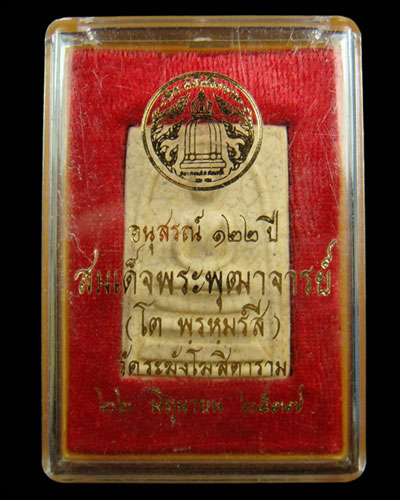 อนุสรณ์ ๑๒๒ ปี
สมเด็จพระพุฒาจารย์
(โต พฺรหฺมรํสี)
วัดระฆังโฆสิตาราม
๒๒ มิถุนายน ๒๕๓๗